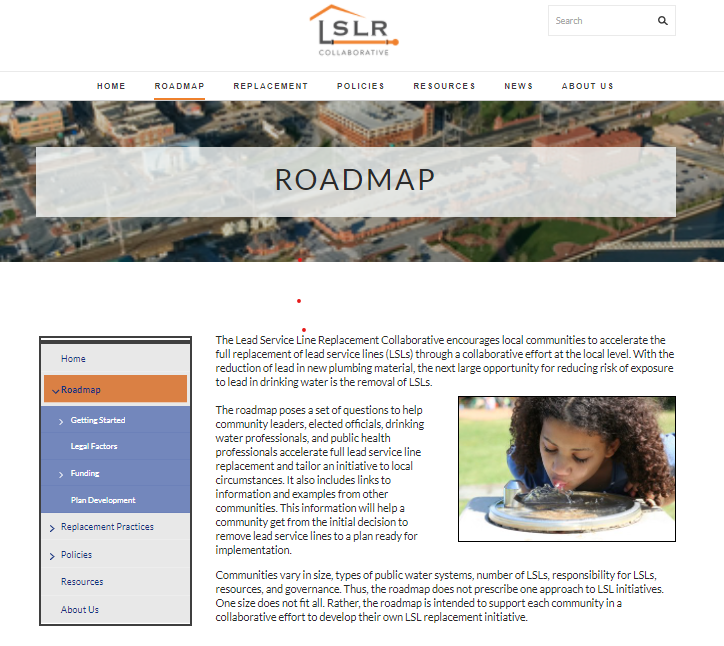 LSLR
COLLABORATIVE
Search
HOME ROADMAP REPLACEMENT POLICIES RESOURCES NEWS ABOUT US
ROADMAP
Home
Roadmap
Getting Started
Legal Factors
Funding
Plan Development
Replacement Practices
Policies
Resources
About Us
The Lead Service Line Replacement Collaborative encourages local communities to accelerate the
full replacement of lead service lines (LSLs) through a collaborative effort at the local level. With the
reduction of lead in new plumbing material, the next large opportunity for reducing risk of exposure
to lead in drinking water is the removal of LSLs.
The roadmap poses a set of questions to help
community leaders, elected officials, drinking
water professionals, and public health
professionals accelerate full lead service line
replacement and tailor an initiative to local
circumstances. It also includes links to
information and examples from other
communities. This information will help a
community get from the initial decision to
remove lead service lines to a plan ready for
implementation.
Communities vary in size, types of public water systems, number of LSLs, responsibility for LSLs,
resources, and governance. Thus, the roadmap does not prescribe one approach to LSL initiatives.
One size does not fit all. Rather, the roadmap is intended to support each community in a
collaborative effort to develop their own LSL replacement initiative.